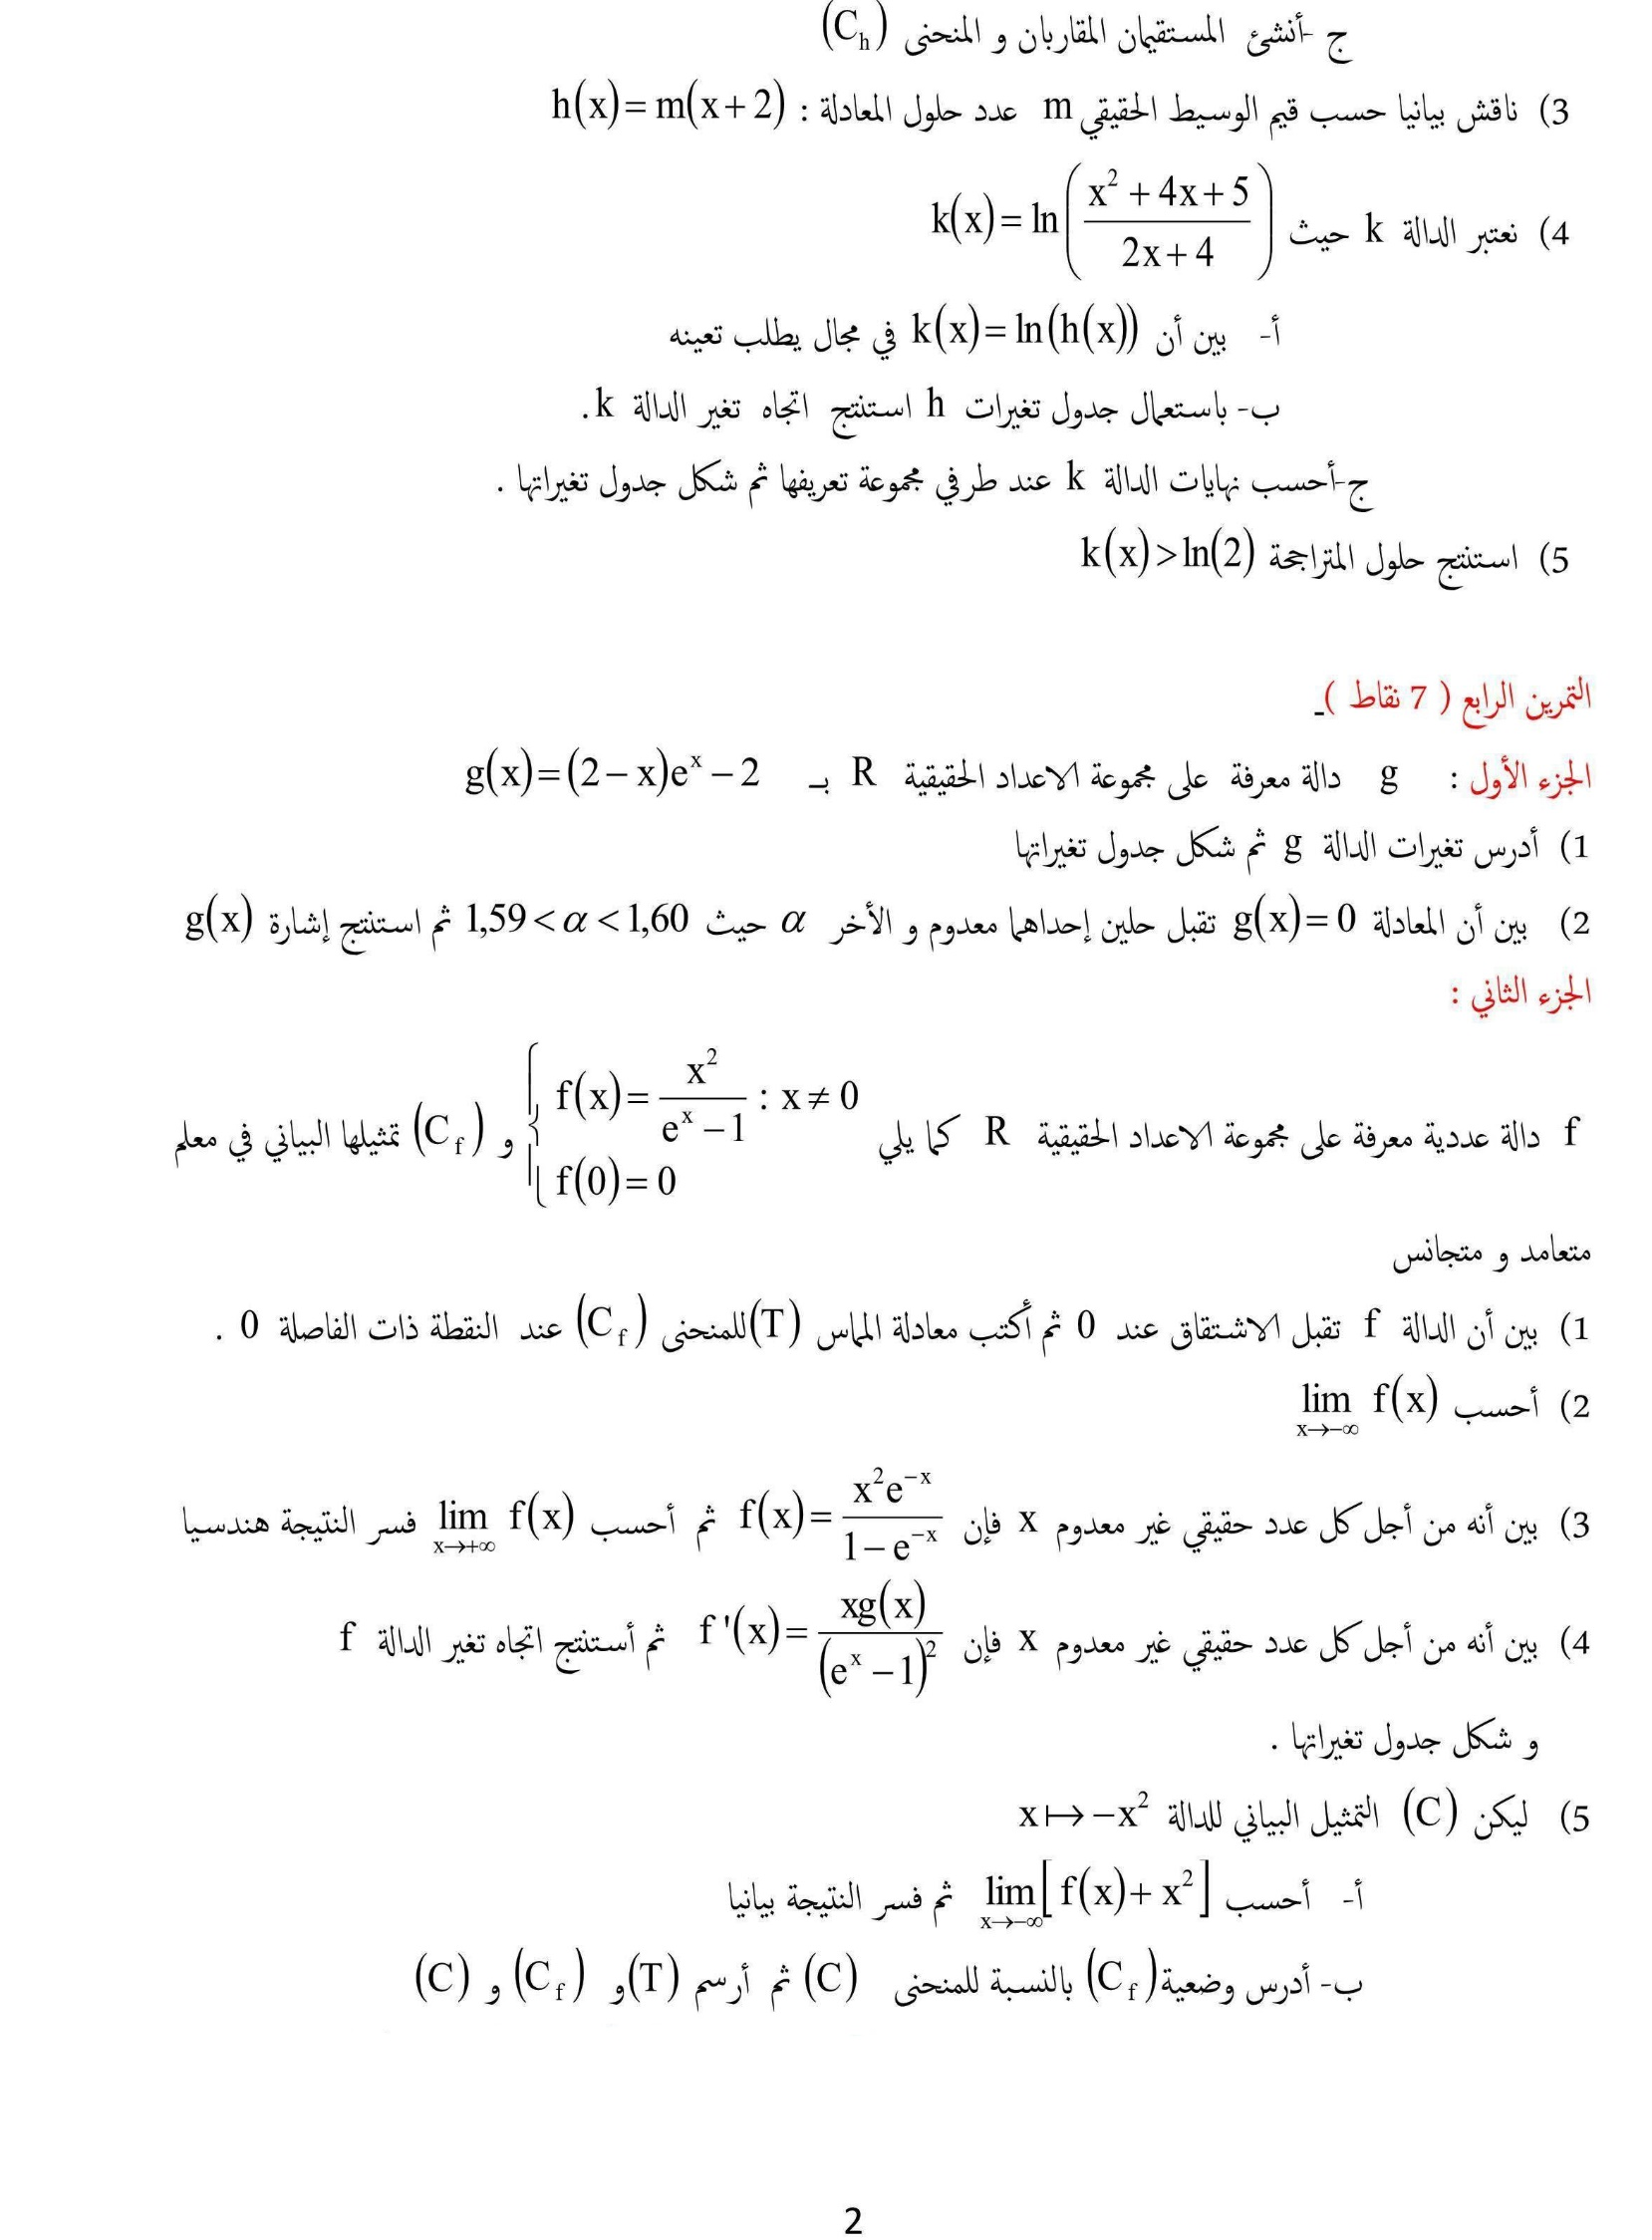 ج -أنشئ المستقيمان المقاربان و المنحنى (C_h)
3) ناقش بيانيا حسب قيم الوسيط الحقيقي m عدد حلول المعادلة : h(x) = m(x + 2)
4) نعتبر الدالة k حيث k(x) = ln((x² + 4x + 5)/(2x + 4))
أ- بين أن k(x) = ln(h(x)) في مجال يطلب تعينه
ب- باستعمال جدول تغيرات h استنتج اتجاه تغير الدالة k.
ج-أحسب نهايات الدالة k عند طرفي مجموعة تعريفها ثم شكل جدول تغيراتها .
5) استنتج حلول المتراجحة k(x) > ln(2)
التمرين الرابع ( 7 نقاط )
الجزء الأول : g دالة معرفة على مجموعة الاعداد الحقيقية R بـ g(x) = (2 − x)eˣ − 2
1) أدرس تغيرات الدالة g ثم شكل جدول تغيراتها
2) بين أن المعادلة g(x) = 0 تقبل حلين إحداهما معدوم و الأخر α حيث 1,59 < α < 1,60 ثم استنتج إشارة g(x)
الجزء الثاني :
f دالة عددية معرفة على مجموعة الاعداد الحقيقية R كما يلي { f(x) = x²/(eˣ − 1) : x ≠ 0 ; f(0) = 0 و (C_f) تمثيلها البياني في معلم
متعامد و متجانس
1) بين أن الدالة f تقبل الاشتقاق عند 0 ثم أكتب معادلة المماس (T) للمنحنى (C_f) عند النقطة ذات الفاصلة 0 .
2) أحسب lim_{x→−∞} f(x)
3) بين أنه من أجل كل عدد حقيقي غير معدوم x فإن f(x) = x²e⁻ˣ/(1 − e⁻ˣ) ثم أحسب lim_{x→+∞} f(x) فسر النتيجة هندسيا
4) بين أنه من أجل كل عدد حقيقي غير معدوم x فإن f '(x) = xg(x)/(eˣ − 1)² ثم أستنتج اتجاه تغير الدالة f
و شكل جدول تغيراتها .
5) ليكن (C) التمثيل البياني للدالة x ↦ −x²
أ- أحسب lim_{x→−∞} [f(x) + x²] ثم فسر النتيجة بيانيا
ب- أدرس وضعية (C_f) بالنسبة للمنحنى (C) ثم أرسم (T) و (C_f) و (C)
2